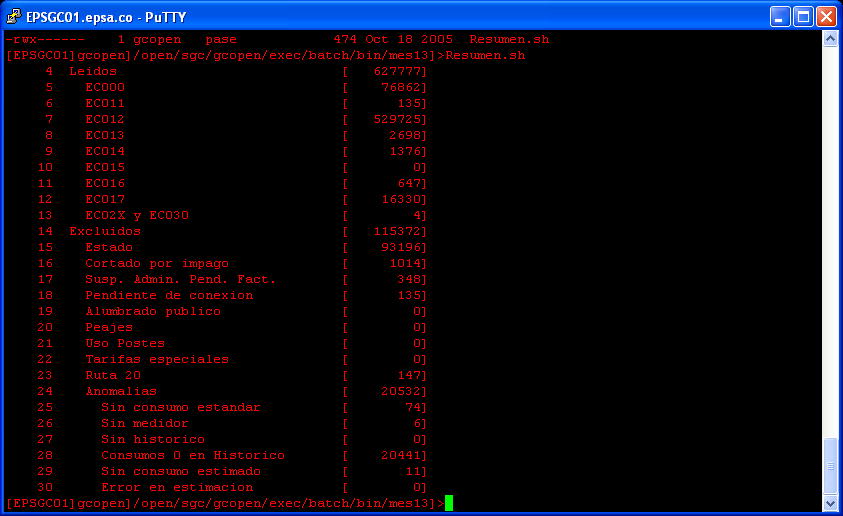 EPSGC01.epsa.co - PuTTY
-rwx------    1 gcopen   pase            474 Oct 18 2005  Resumen.sh
[EPSGC01]gcopen]/open/sgc/gcopen/exec/batch/bin/mes13]>Resumen.sh
4  Leidos                            [   627777]
5    EC000                           [    76862]
6    EC011                           [      135]
7    EC012                           [   529725]
8    EC013                           [     2698]
9    EC014                           [     1376]
10    EC015                           [        0]
11    EC016                           [      647]
12    EC017                           [    16330]
13    EC02X y EC030                   [        4]
14  Excluidos                         [   115372]
15    Estado                          [    93196]
16    Cortado por impago              [     1014]
17    Susp. Admin. Pend. Fact.        [      348]
18    Pendiente de conexion           [      135]
19    Alumbrado publico               [        0]
20    Peajes                          [        0]
21    Uso Postes                      [        0]
22    Tarifas especiales              [        0]
23    Ruta 20                         [      147]
24    Anomalias                       [    20532]
25      Sin consumo estandar          [       74]
26      Sin medidor                   [        6]
27      Sin historico                 [        0]
28      Consumos 0 en Historico       [    20441]
29      Sin consumo estimado          [       11]
30      Error en estimacion           [        0]
[EPSGC01]gcopen]/open/sgc/gcopen/exec/batch/bin/mes13]>